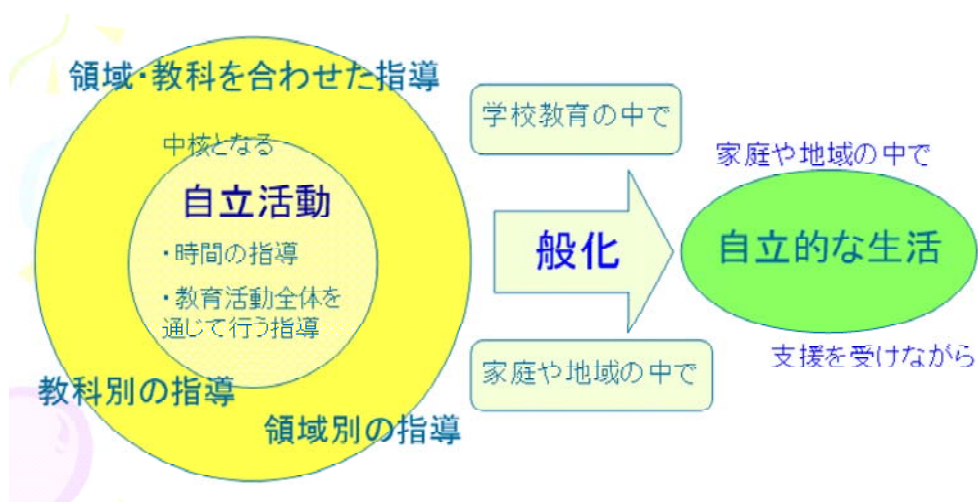 領域・教科を合わせた指導
中核となる
自立活動
・時間の指導
・教育活動全体を
通じて行う指導
教科別の指導
領域別の指導
学校教育の中で
般化
家庭や地域の中で
家庭や地域の中で
自立的な生活
支援を受けながら